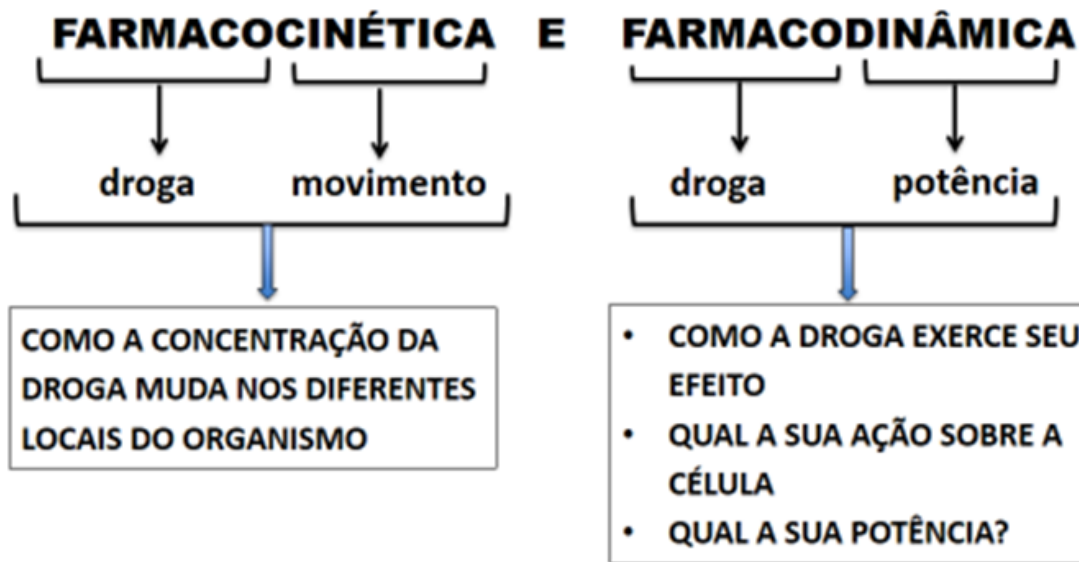 FARMACOCINÉTICA E FARMACODINÂMICA
droga movimento droga potência
COMO A CONCENTRAÇÃO DA
DROGA MUDA NOS DIFERENTES
LOCAIS DO ORGANISMO
• COMO A DROGA EXERCE SEU
EFEITO
• QUAL A SUA AÇÃO SOBRE A
CÉLULA
• QUAL A SUA POTÊNCIA?